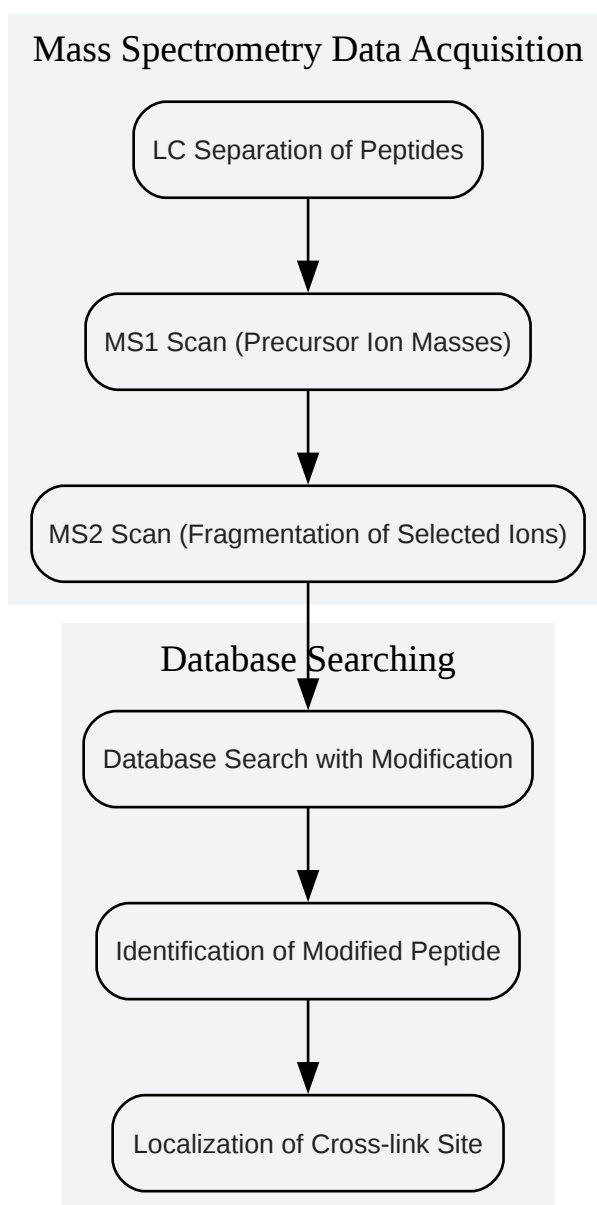 Mass Spectrometry Data Acquisition
LC Separation of Peptides
MS1 Scan (Precursor Ion Masses)
MS2 Scan (Fragmentation of Selected Ions)
Database Searching
Database Search with Modification
Identification of Modified Peptide
Localization of Cross-link Site